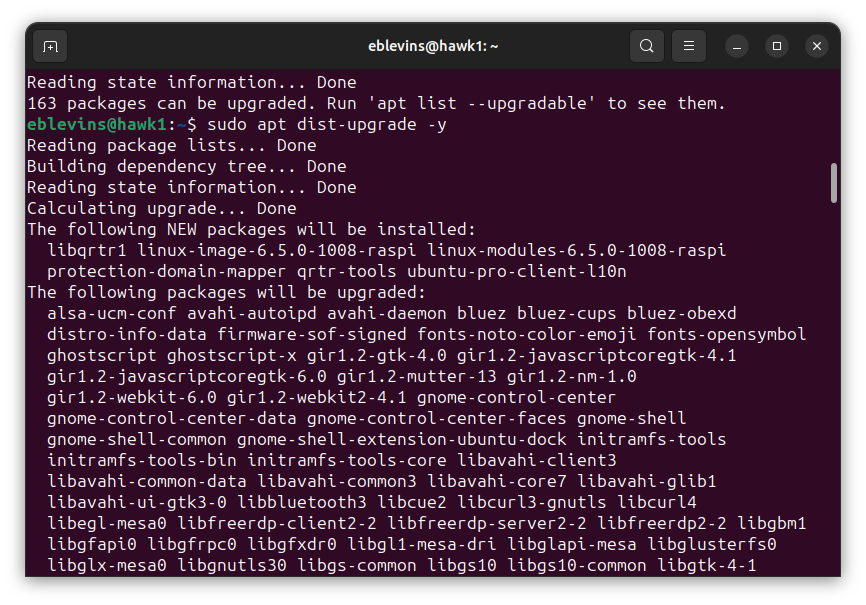 eblevins@hawk1: ~
Reading state information... Done
163 packages can be upgraded. Run 'apt list --upgradable' to see them.
eblevins@hawk1:~$ sudo apt dist-upgrade -y
Reading package lists... Done
Building dependency tree... Done
Reading state information... Done
Calculating upgrade... Done
The following NEW packages will be installed:
  libqrtr1 linux-image-6.5.0-1008-raspi linux-modules-6.5.0-1008-raspi
  protection-domain-mapper qrtr-tools ubuntu-pro-client-l10n
The following packages will be upgraded:
  alsa-ucm-conf avahi-autoipd avahi-daemon bluez bluez-cups bluez-obexd
  distro-info-data firmware-sof-signed fonts-noto-color-emoji fonts-opensymbol
  ghostscript ghostscript-x gir1.2-gtk-4.0 gir1.2-javascriptcoregtk-4.1
  gir1.2-javascriptcoregtk-6.0 gir1.2-mutter-13 gir1.2-nm-1.0
  gir1.2-webkit-6.0 gir1.2-webkit2-4.1 gnome-control-center
  gnome-control-center-data gnome-control-center-faces gnome-shell
  gnome-shell-common gnome-shell-extension-ubuntu-dock initramfs-tools
  initramfs-tools-bin initramfs-tools-core libavahi-client3
  libavahi-common-data libavahi-common3 libavahi-core7 libavahi-glib1
  libavahi-ui-gtk3-0 libbluetooth3 libcue2 libcurl3-gnutls libcurl4
  libegl-mesa0 libfreerdp-client2-2 libfreerdp-server2-2 libfreerdp2-2 libgbm1
  libgfapi0 libgfrpc0 libgfxdr0 libgl1-mesa-dri libglapi-mesa libglusterfs0
  libglx-mesa0 libgnutls30 libgs-common libgs10 libgs10-common libgtk-4-1